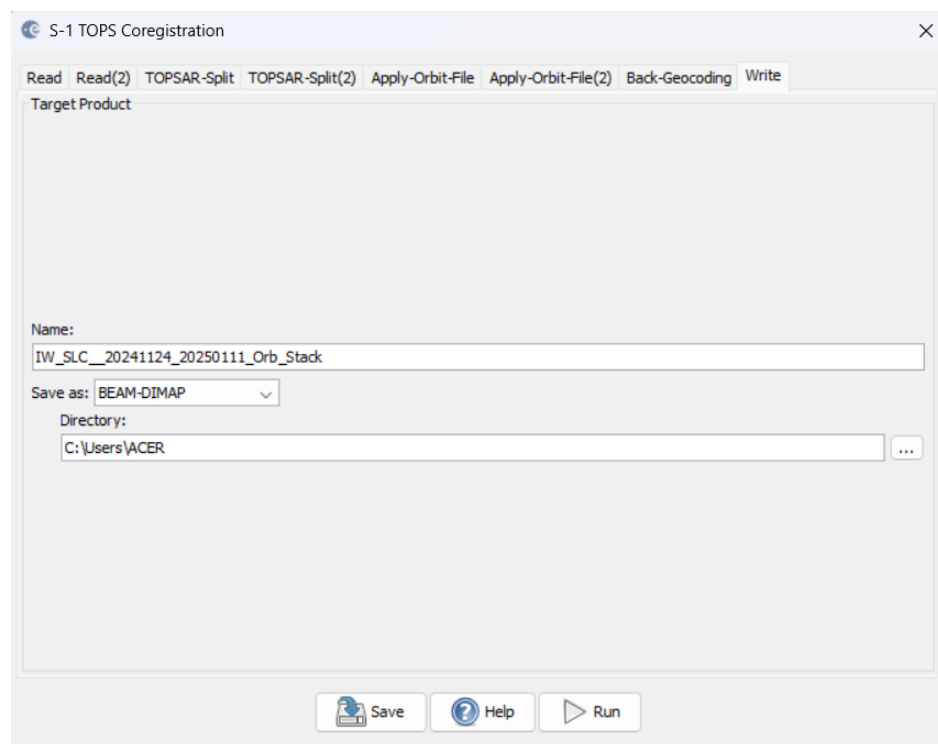 S-1 TOPS Coregistration
Read Read(2) TOPSAR-Split TOPSAR-Split(2) Apply-Orbit-File Apply-Orbit-File(2) Back-Geocoding Write
Target Product
Name:
IW_SLC__20241124_20250111_Orb_Stack
Save as: BEAM-DIMAP
Directory:
C:\Users\ACER
...
Save Help Run